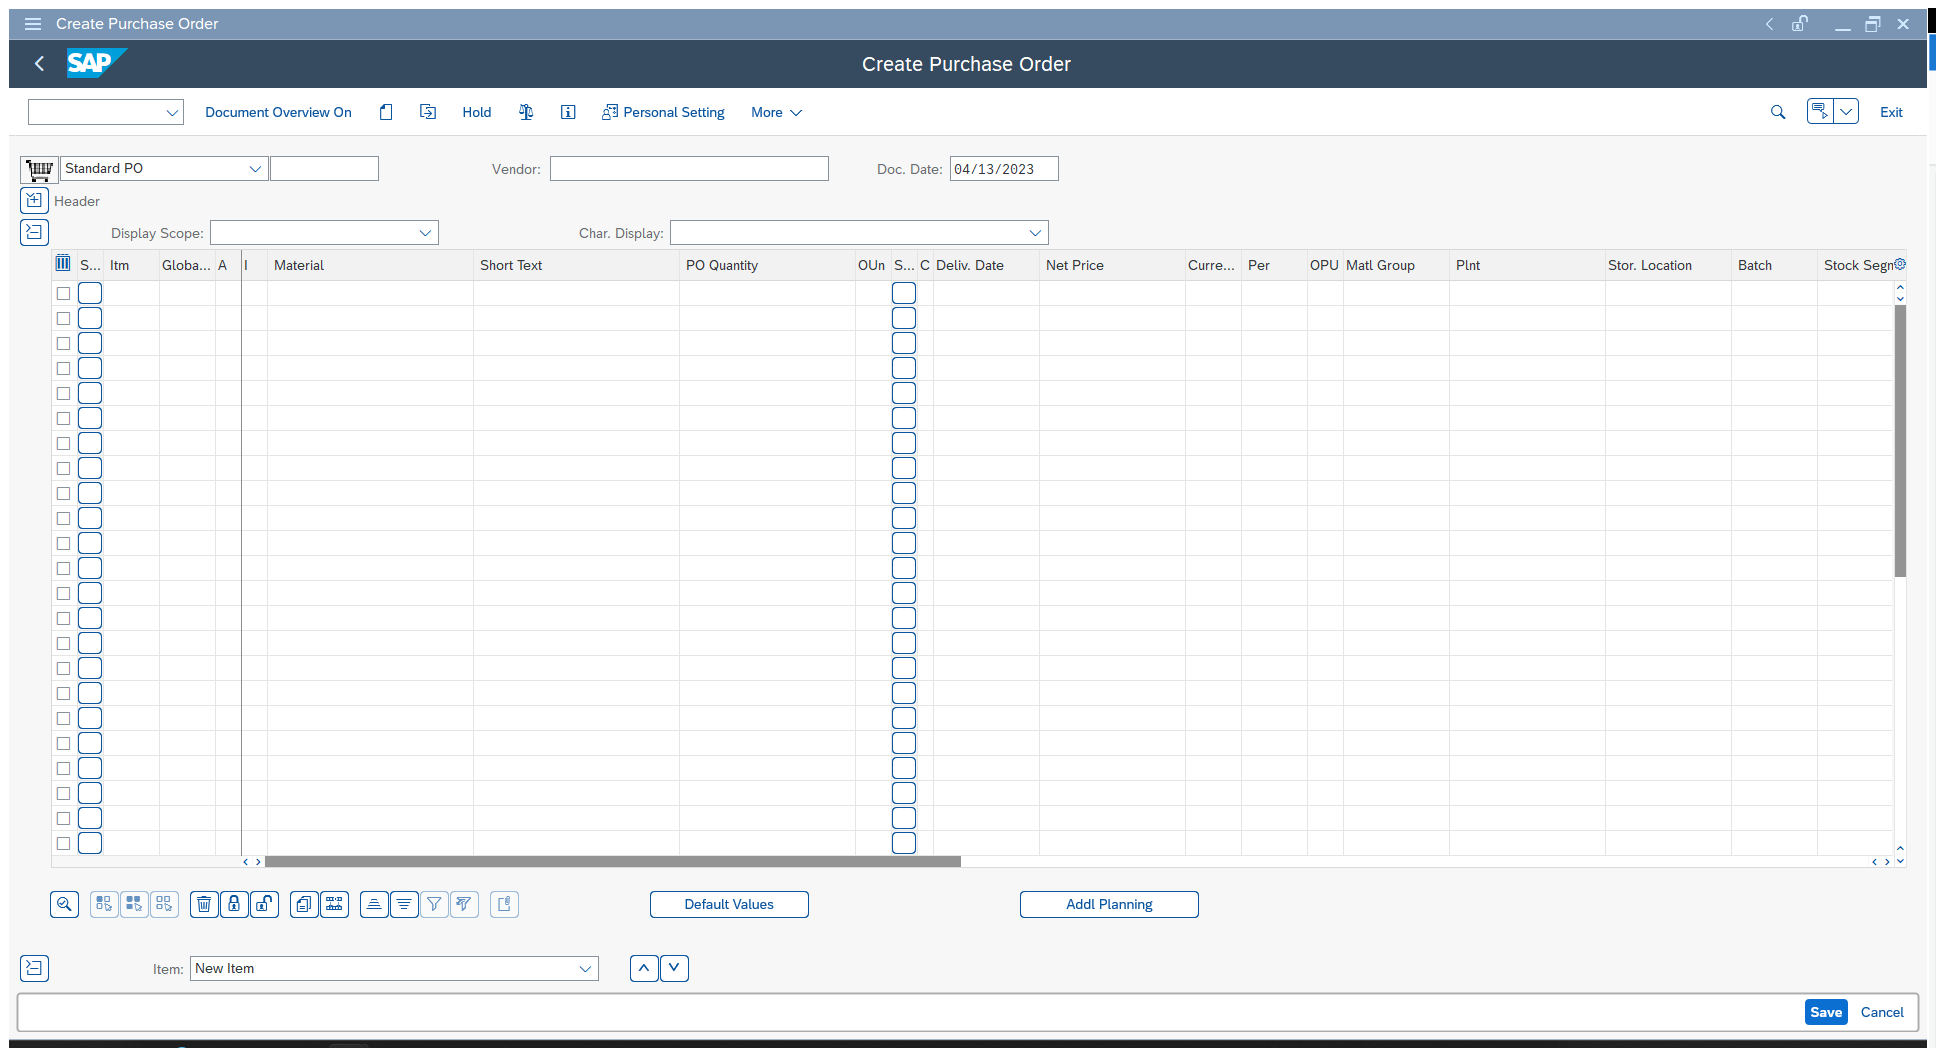 Create Purchase Order
SAP
Create Purchase Order
Document Overview On
Hold
Personal Setting
More
Exit
Standard PO
Vendor:
Doc. Date: 04/13/2023
Header
Display Scope:
Char. Display:
S... Itm Globa... A I Material Short Text PO Quantity OUn S... C Deliv. Date Net Price Curre... Per OPU Matl Group Plnt Stor. Location Batch Stock Segn
Default Values
Addl Planning
Item: New Item
Save Cancel